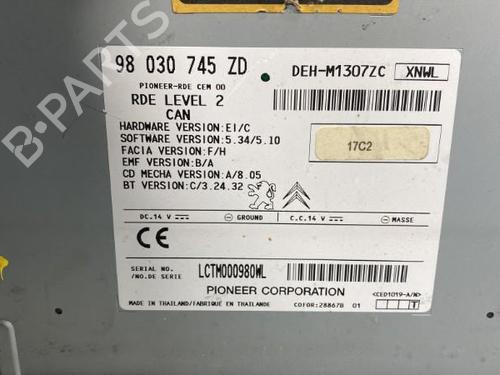 98 030 745 ZD
DEH-M1307ZC XNWL
PIONEER-RDE CEM 00
RDE LEVEL 2
CAN
HARDWARE VERSION:EI/C
SOFTWARE VERSION:5.34/5.10
FACIA VERSION:F/H
EMF VERSION:B/A
CD MECHA VERSION:A/8.05
BT VERSION:C/3.24.32
17C2
DC.14 V GROUND C.C.14 V MASSE
CE
SERIAL NO.
/NO.DE SERIE
LCTM000980WL
PIONEER CORPORATION
<CED1019-A/N>
MADE IN THAILAND/FABRIQUE EN THAILANDE
COFOR:28867B 01 T
B-PARTS